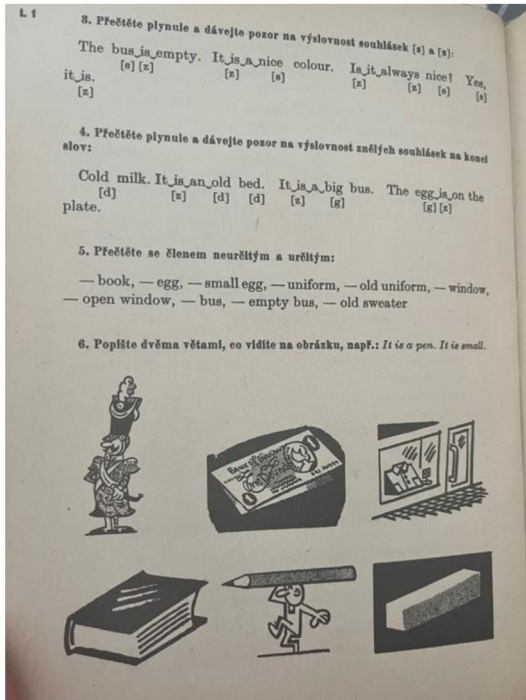 L 1
3. Přečtěte plynule a dávejte pozor na výslovnost souhlásek [s] a [z]:
The bus‿is‿empty. It‿is‿a‿nice colour. Is‿it‿always nice? Yes,
[s] [z] [z] [s] [z] [z] [s] [s]
it‿is.
[z]
4. Přečtěte plynule a dávejte pozor na výslovnost znělých souhlásek na konci
slov:
Cold milk. It‿is‿an‿old bed. It‿is‿a‿big bus. The egg‿is‿on the
[d] [z] [d] [d] [z] [g] [g] [z]
plate.
5. Přečtěte se členem neurčitým a určitým:
— book, — egg, — small egg, — uniform, — old uniform, — window,
— open window, — bus, — empty bus, — old sweater
6. Popište dvěma větami, co vidíte na obrázku, např.: It is a pen. It is small.